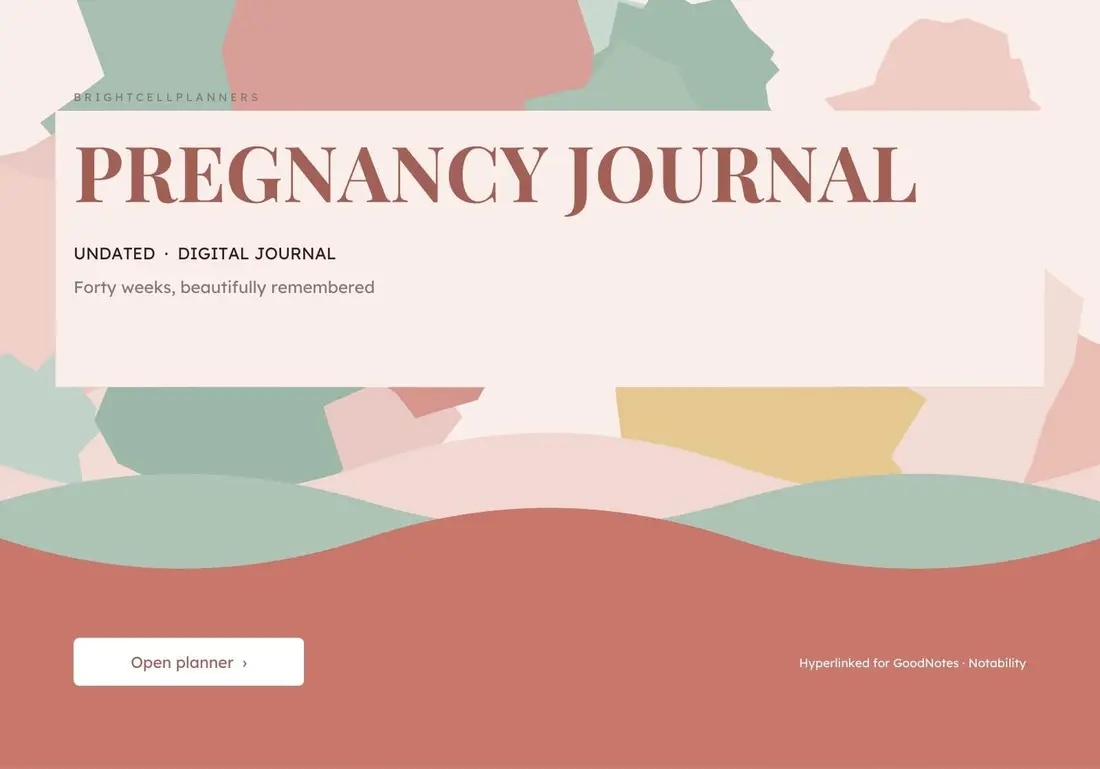 BRIGHTCELLPLANNERS
PREGNANCY JOURNAL
UNDATED · DIGITAL JOURNAL
Forty weeks, beautifully remembered
Open planner ›
Hyperlinked for GoodNotes · Notability